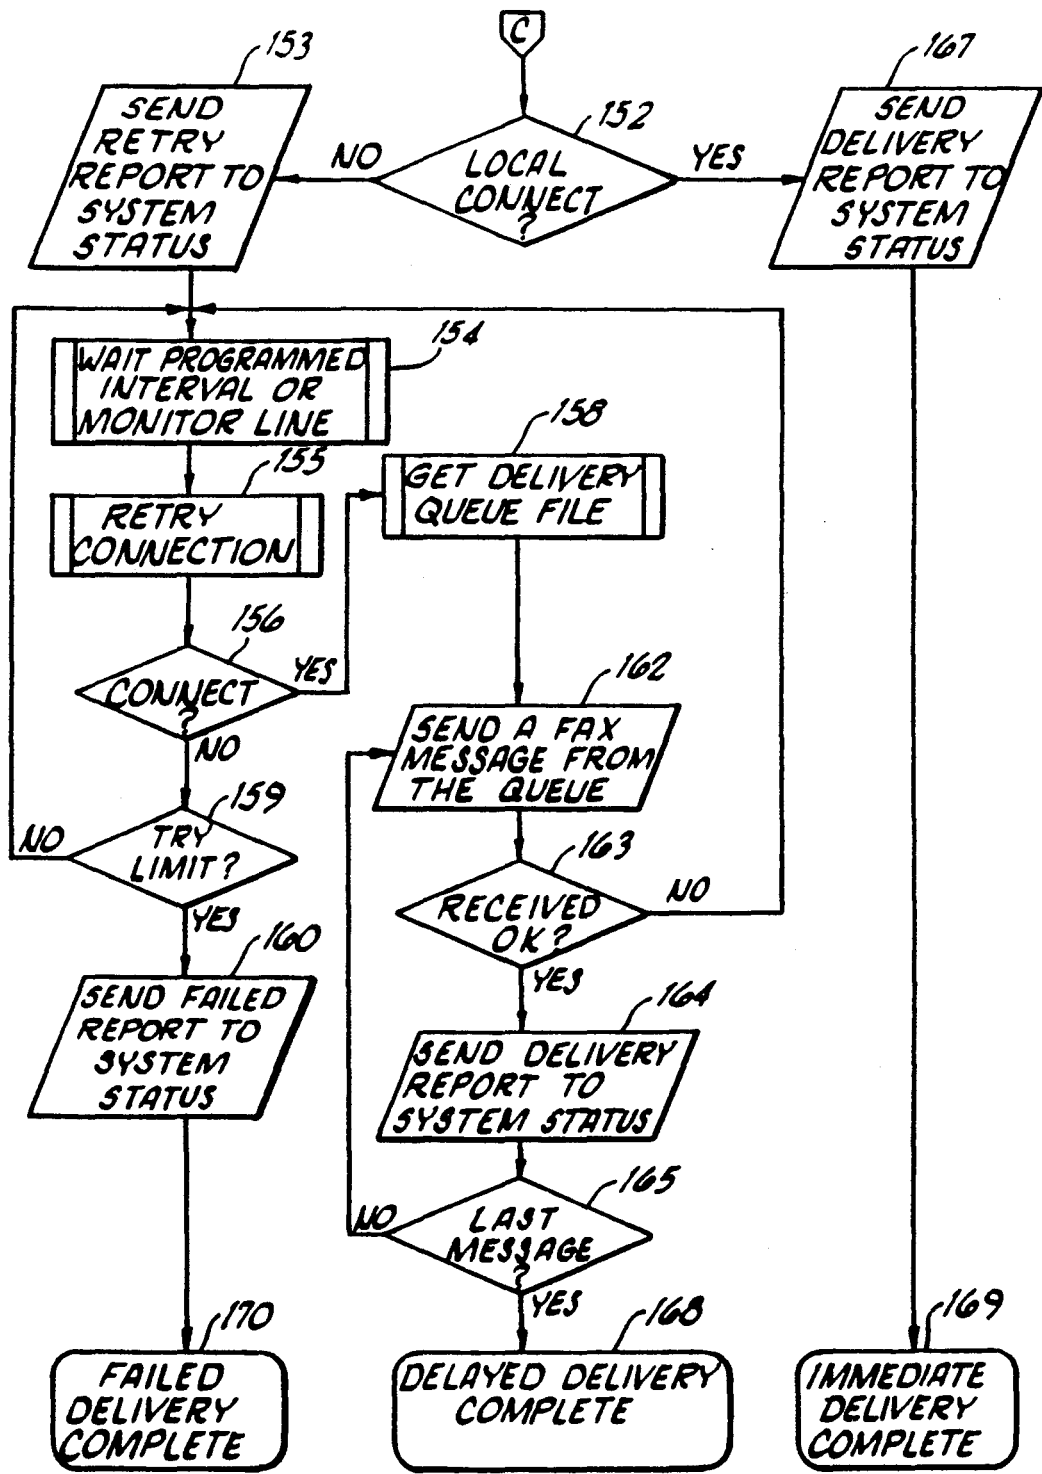 C
153
SEND
RETRY
REPORT TO
SYSTEM
STATUS
NO
152
LOCAL
CONNECT
?
YES
167
SEND
DELIVERY
REPORT TO
SYSTEM
STATUS
154
WAIT PROGRAMMED
INTERVAL OR
MONITOR LINE
155
RETRY
CONNECTION
158
GET DELIVERY
QUEUE FILE
156
CONNECT
?
YES
NO
159
TRY
LIMIT?
NO
YES
162
SEND A FAX
MESSAGE FROM
THE QUEUE
163
RECEIVED
OK?
NO
YES
160
SEND FAILED
REPORT TO
SYSTEM
STATUS
164
SEND DELIVERY
REPORT TO
SYSTEM STATUS
165
LAST
MESSAGE
?
NO
YES
170
FAILED
DELIVERY
COMPLETE
168
DELAYED DELIVERY
COMPLETE
169
IMMEDIATE
DELIVERY
COMPLETE